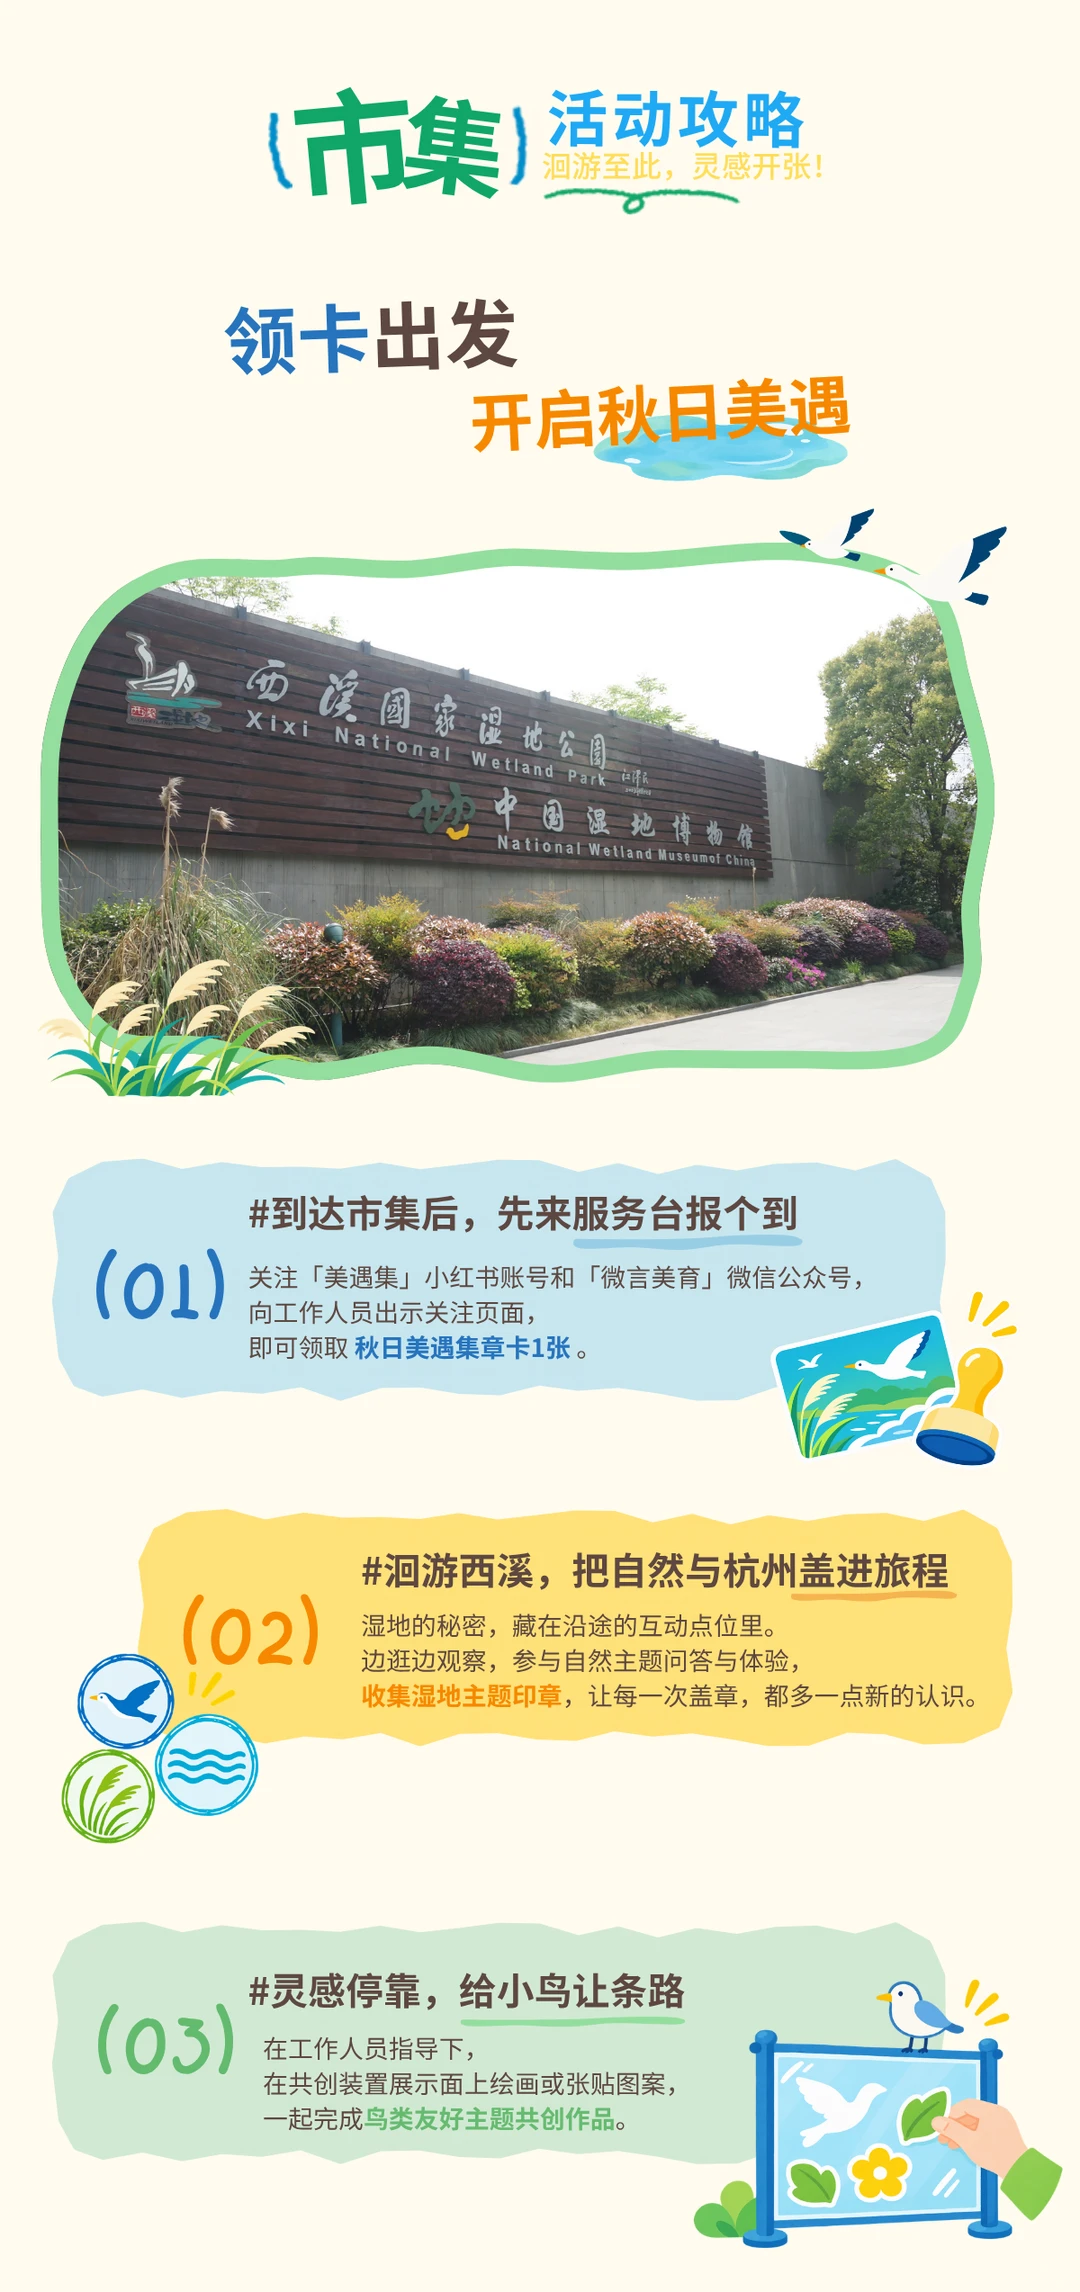 （市集）活动攻略
洄游至此，灵感开张！
领卡出发
开启秋日美遇
西溪國家湿地公園
Xixi National Wetland Park
江泽民
中国湿地博物馆
National Wetland Museumof China
(01)
#到达市集后，先来服务台报个到
关注「美遇集」小红书账号和「微言美育」微信公众号，
向工作人员出示关注页面，
即可领取 秋日美遇集章卡1张 。
(02)
#洄游西溪，把自然与杭州盖进旅程
湿地的秘密，藏在沿途的互动点位里。
边逛边观察，参与自然主题问答与体验，
收集湿地主题印章，让每一次盖章，都多一点新的认识。
(03)
#灵感停靠，给小鸟让条路
在工作人员指导下，
在共创装置展示面上绘画或张贴图案，
一起完成鸟类友好主题共创作品。